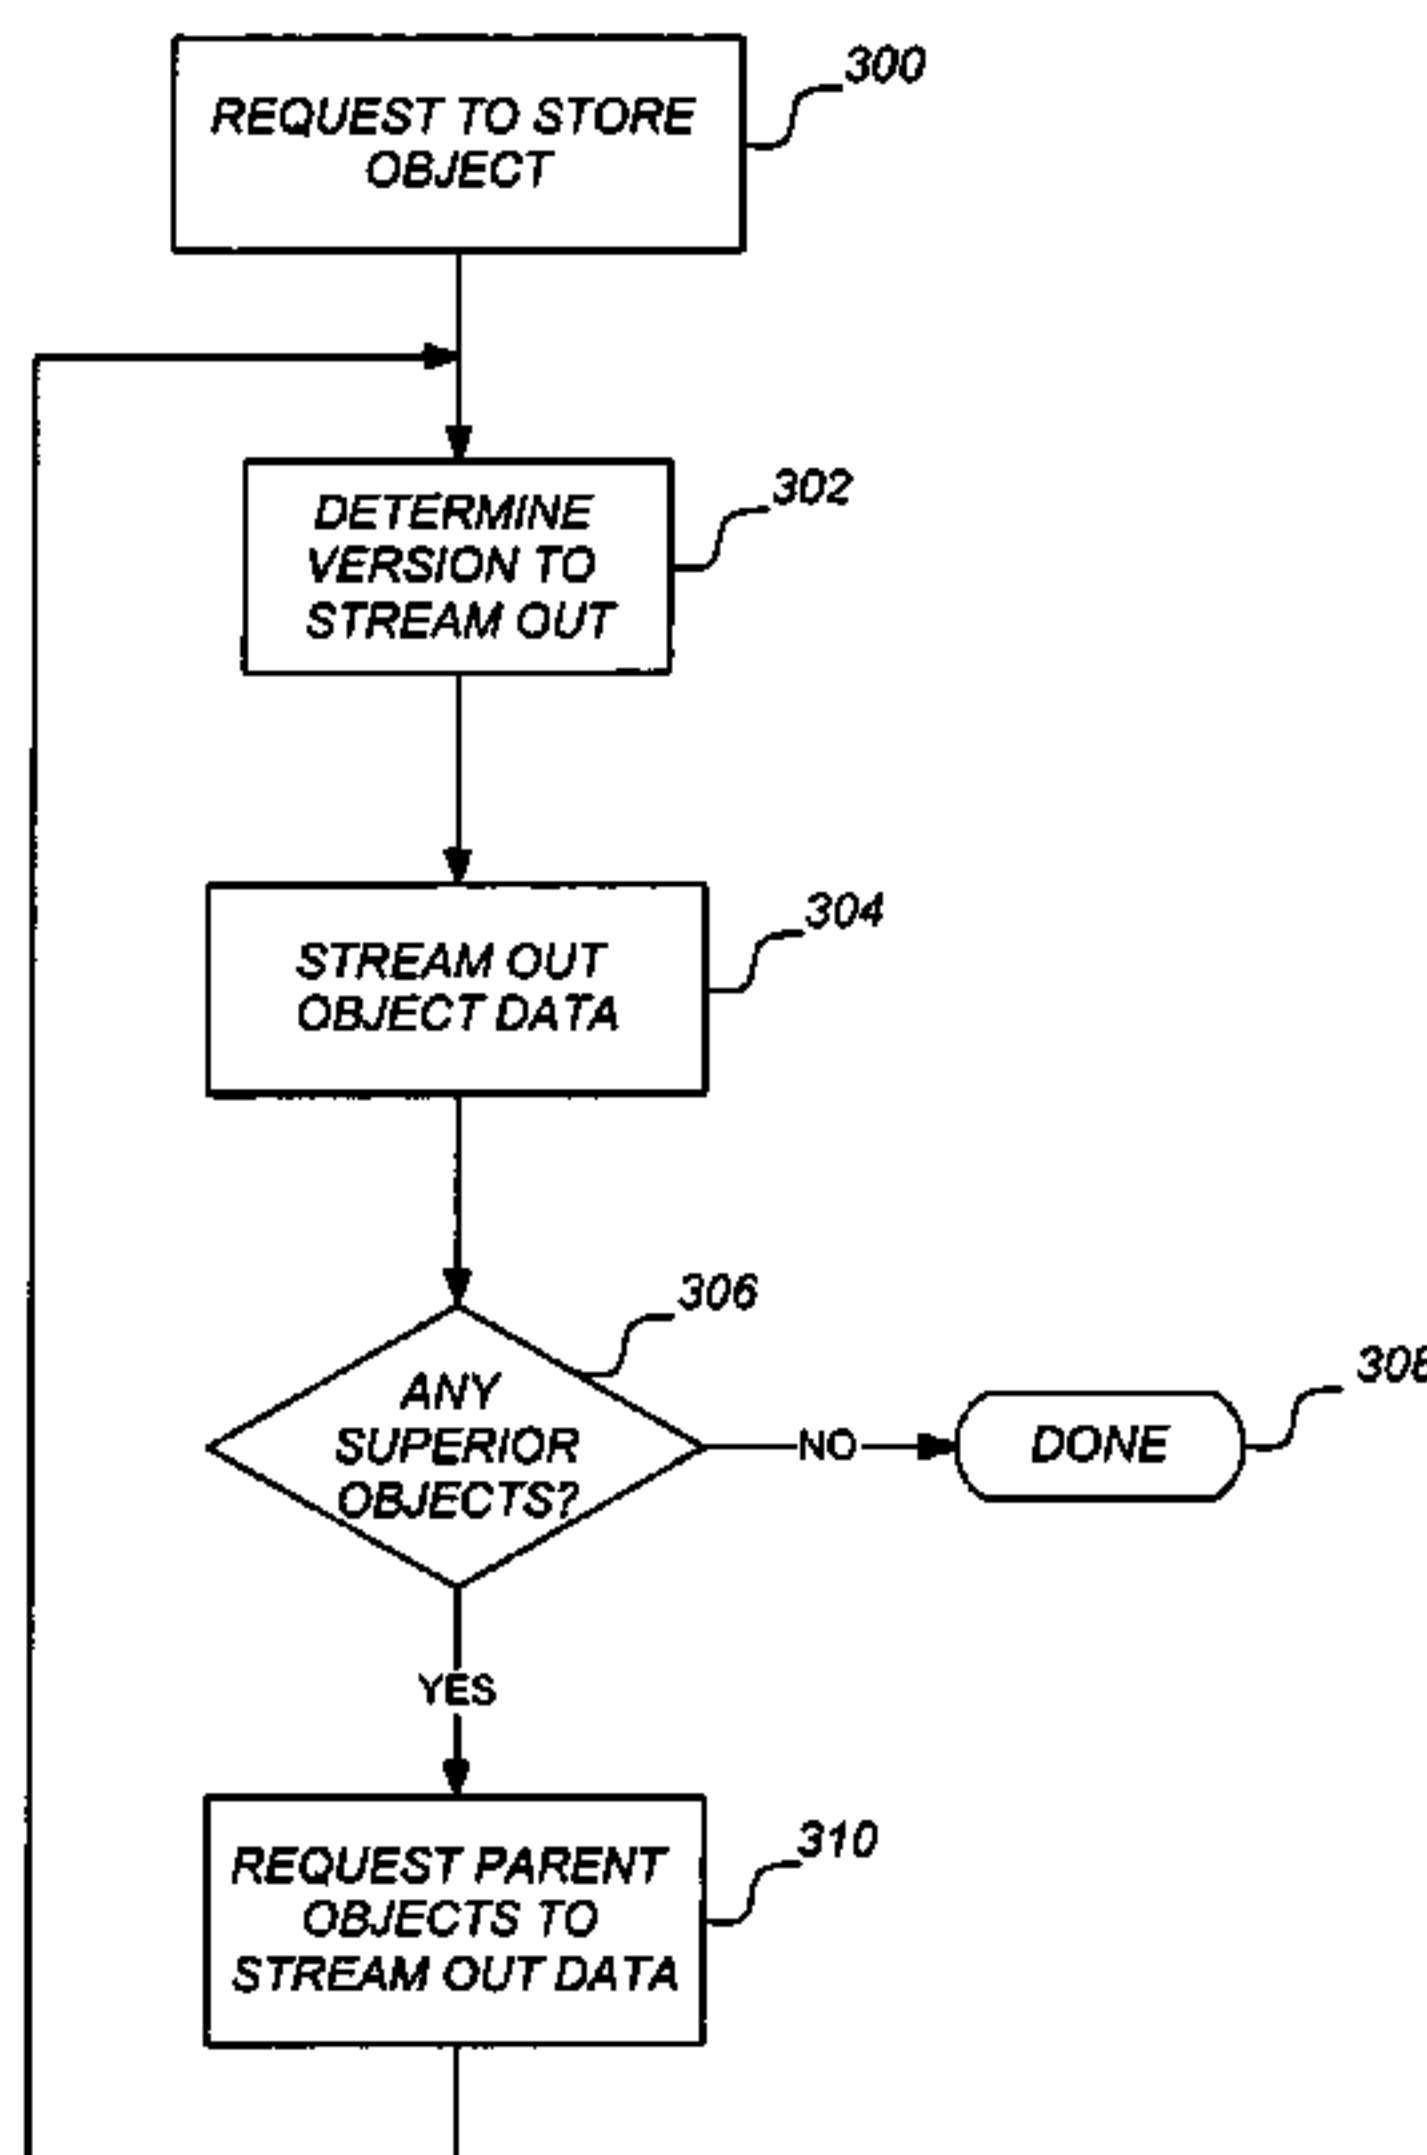 REQUEST TO STORE
OBJECT
300
DETERMINE
VERSION TO
STREAM OUT
302
STREAM OUT
OBJECT DATA
304
306
ANY
SUPERIOR
OBJECTS?
NO
DONE
308
YES
REQUEST PARENT
OBJECTS TO
STREAM OUT DATA
310